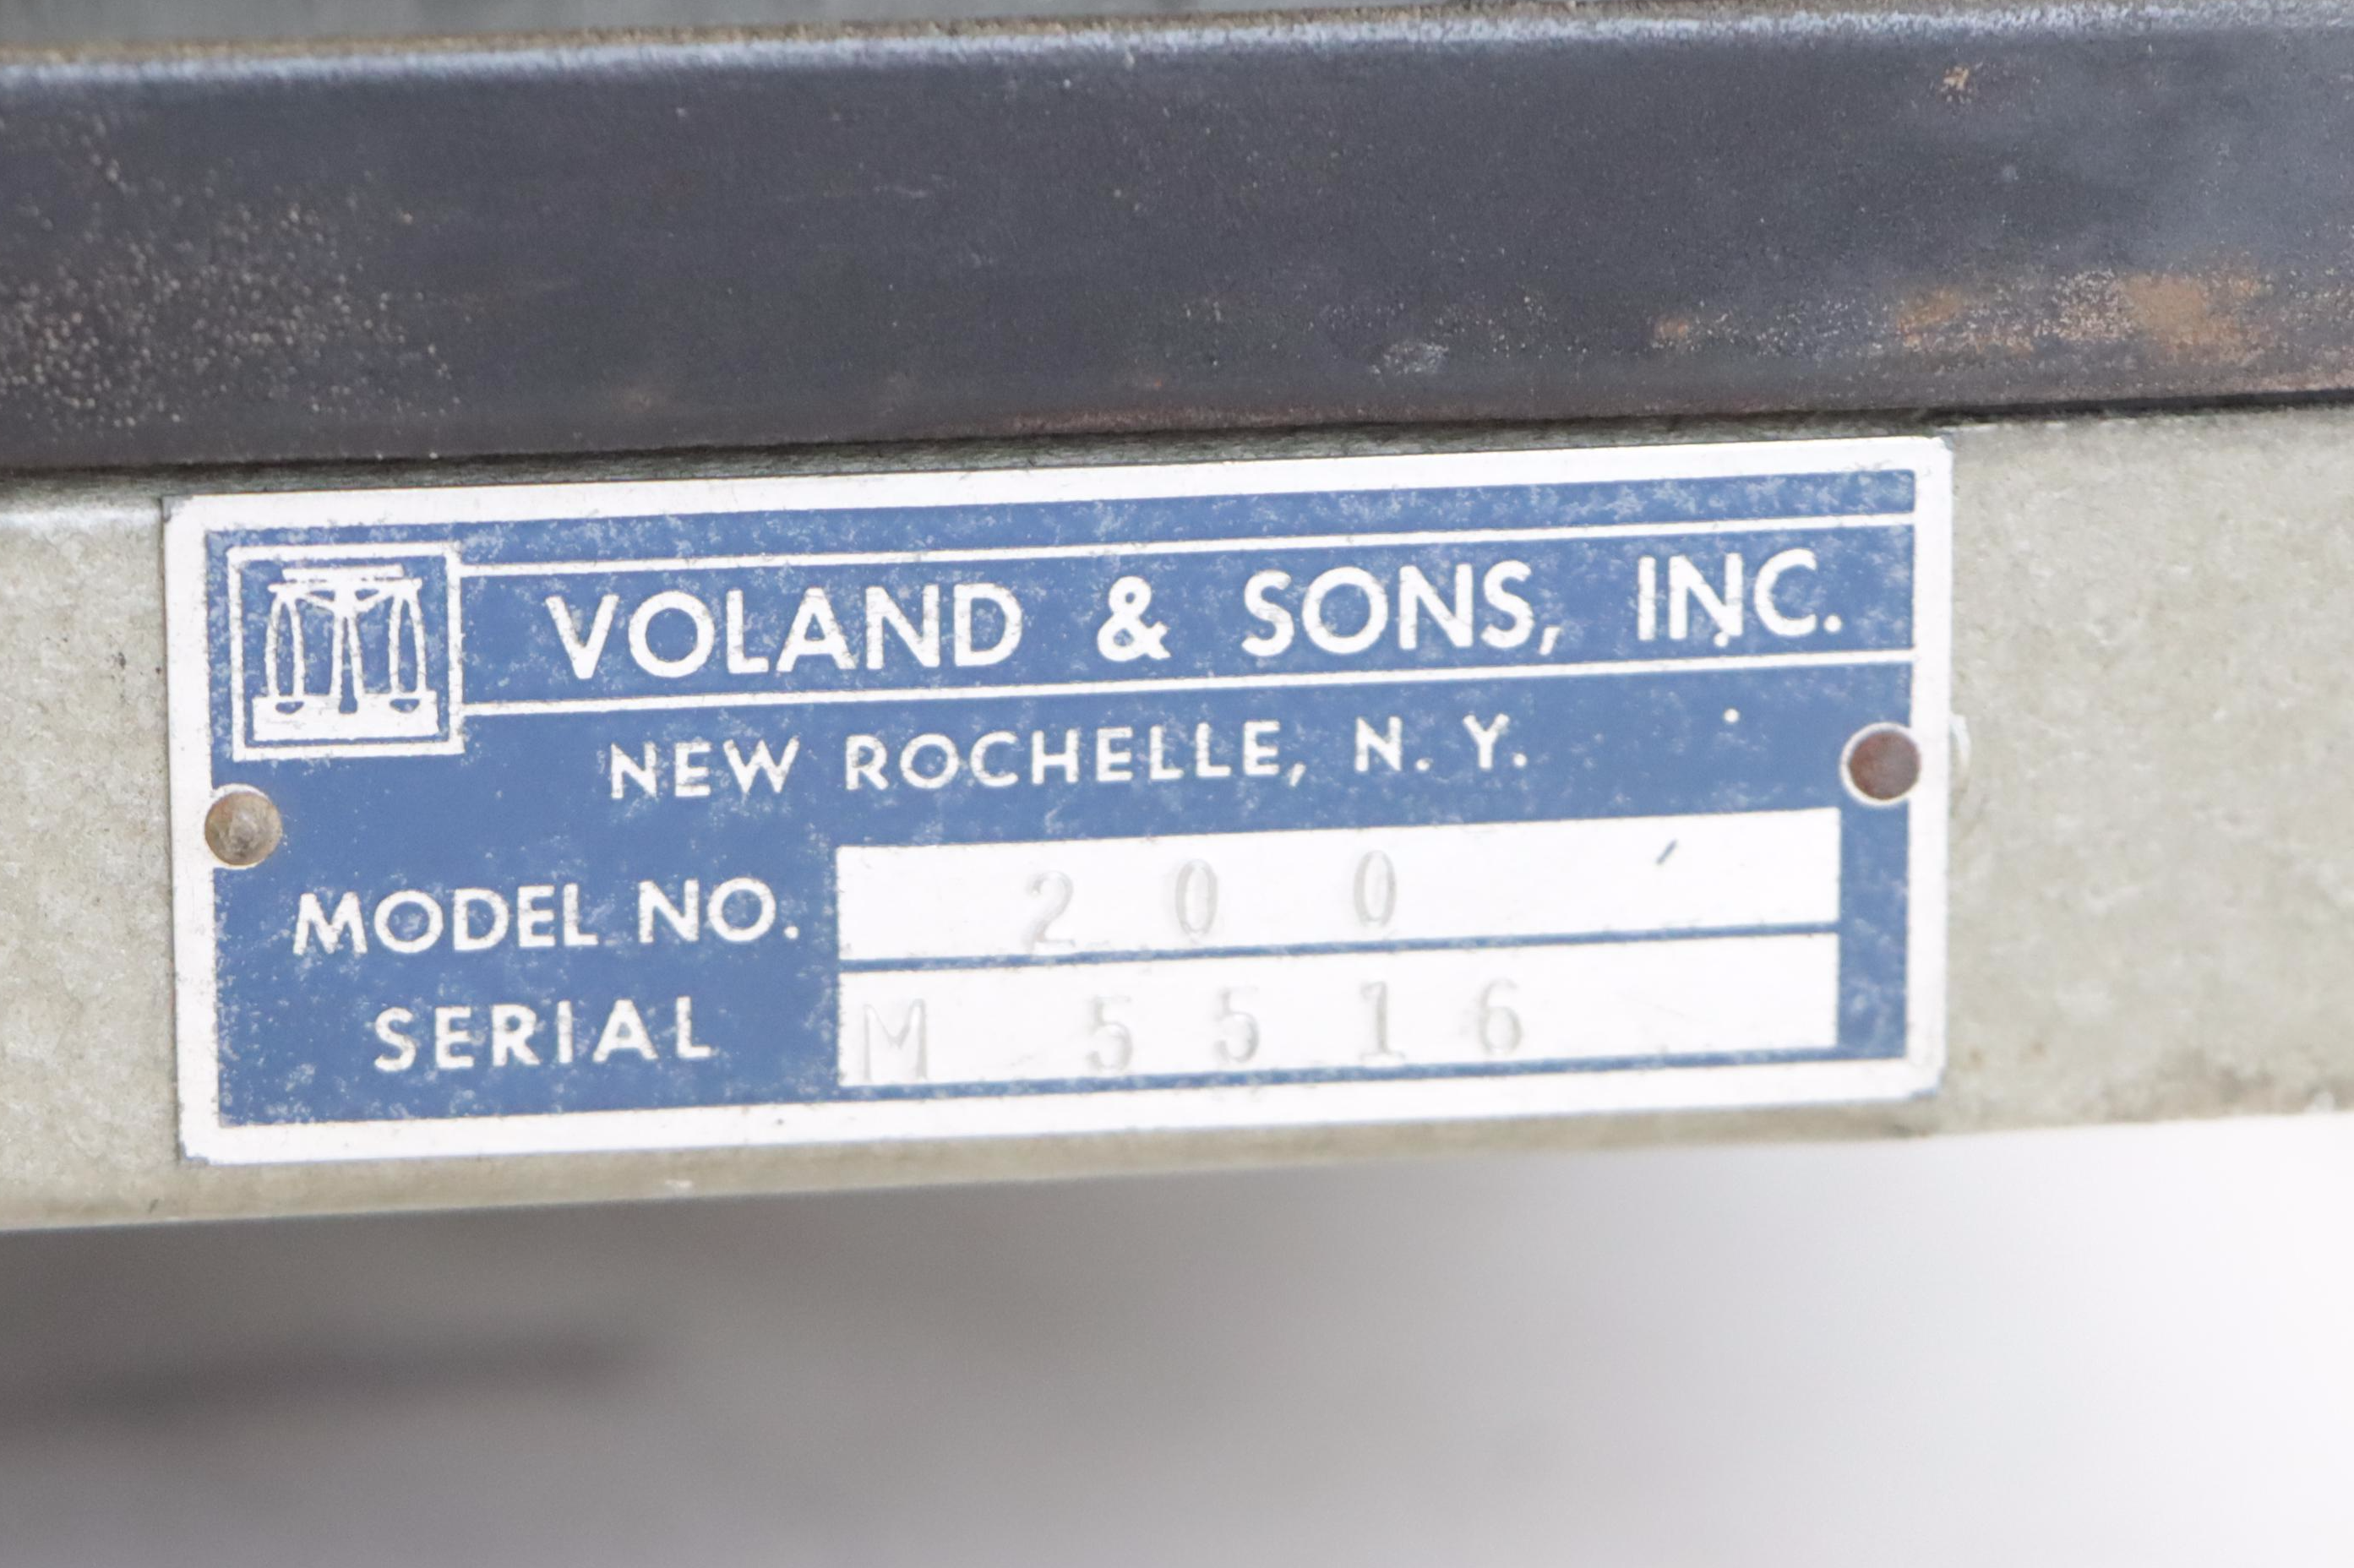 VOLAND & SONS, INC.
NEW ROCHELLE, N. Y.
MODEL NO. 200
SERIAL M 5516